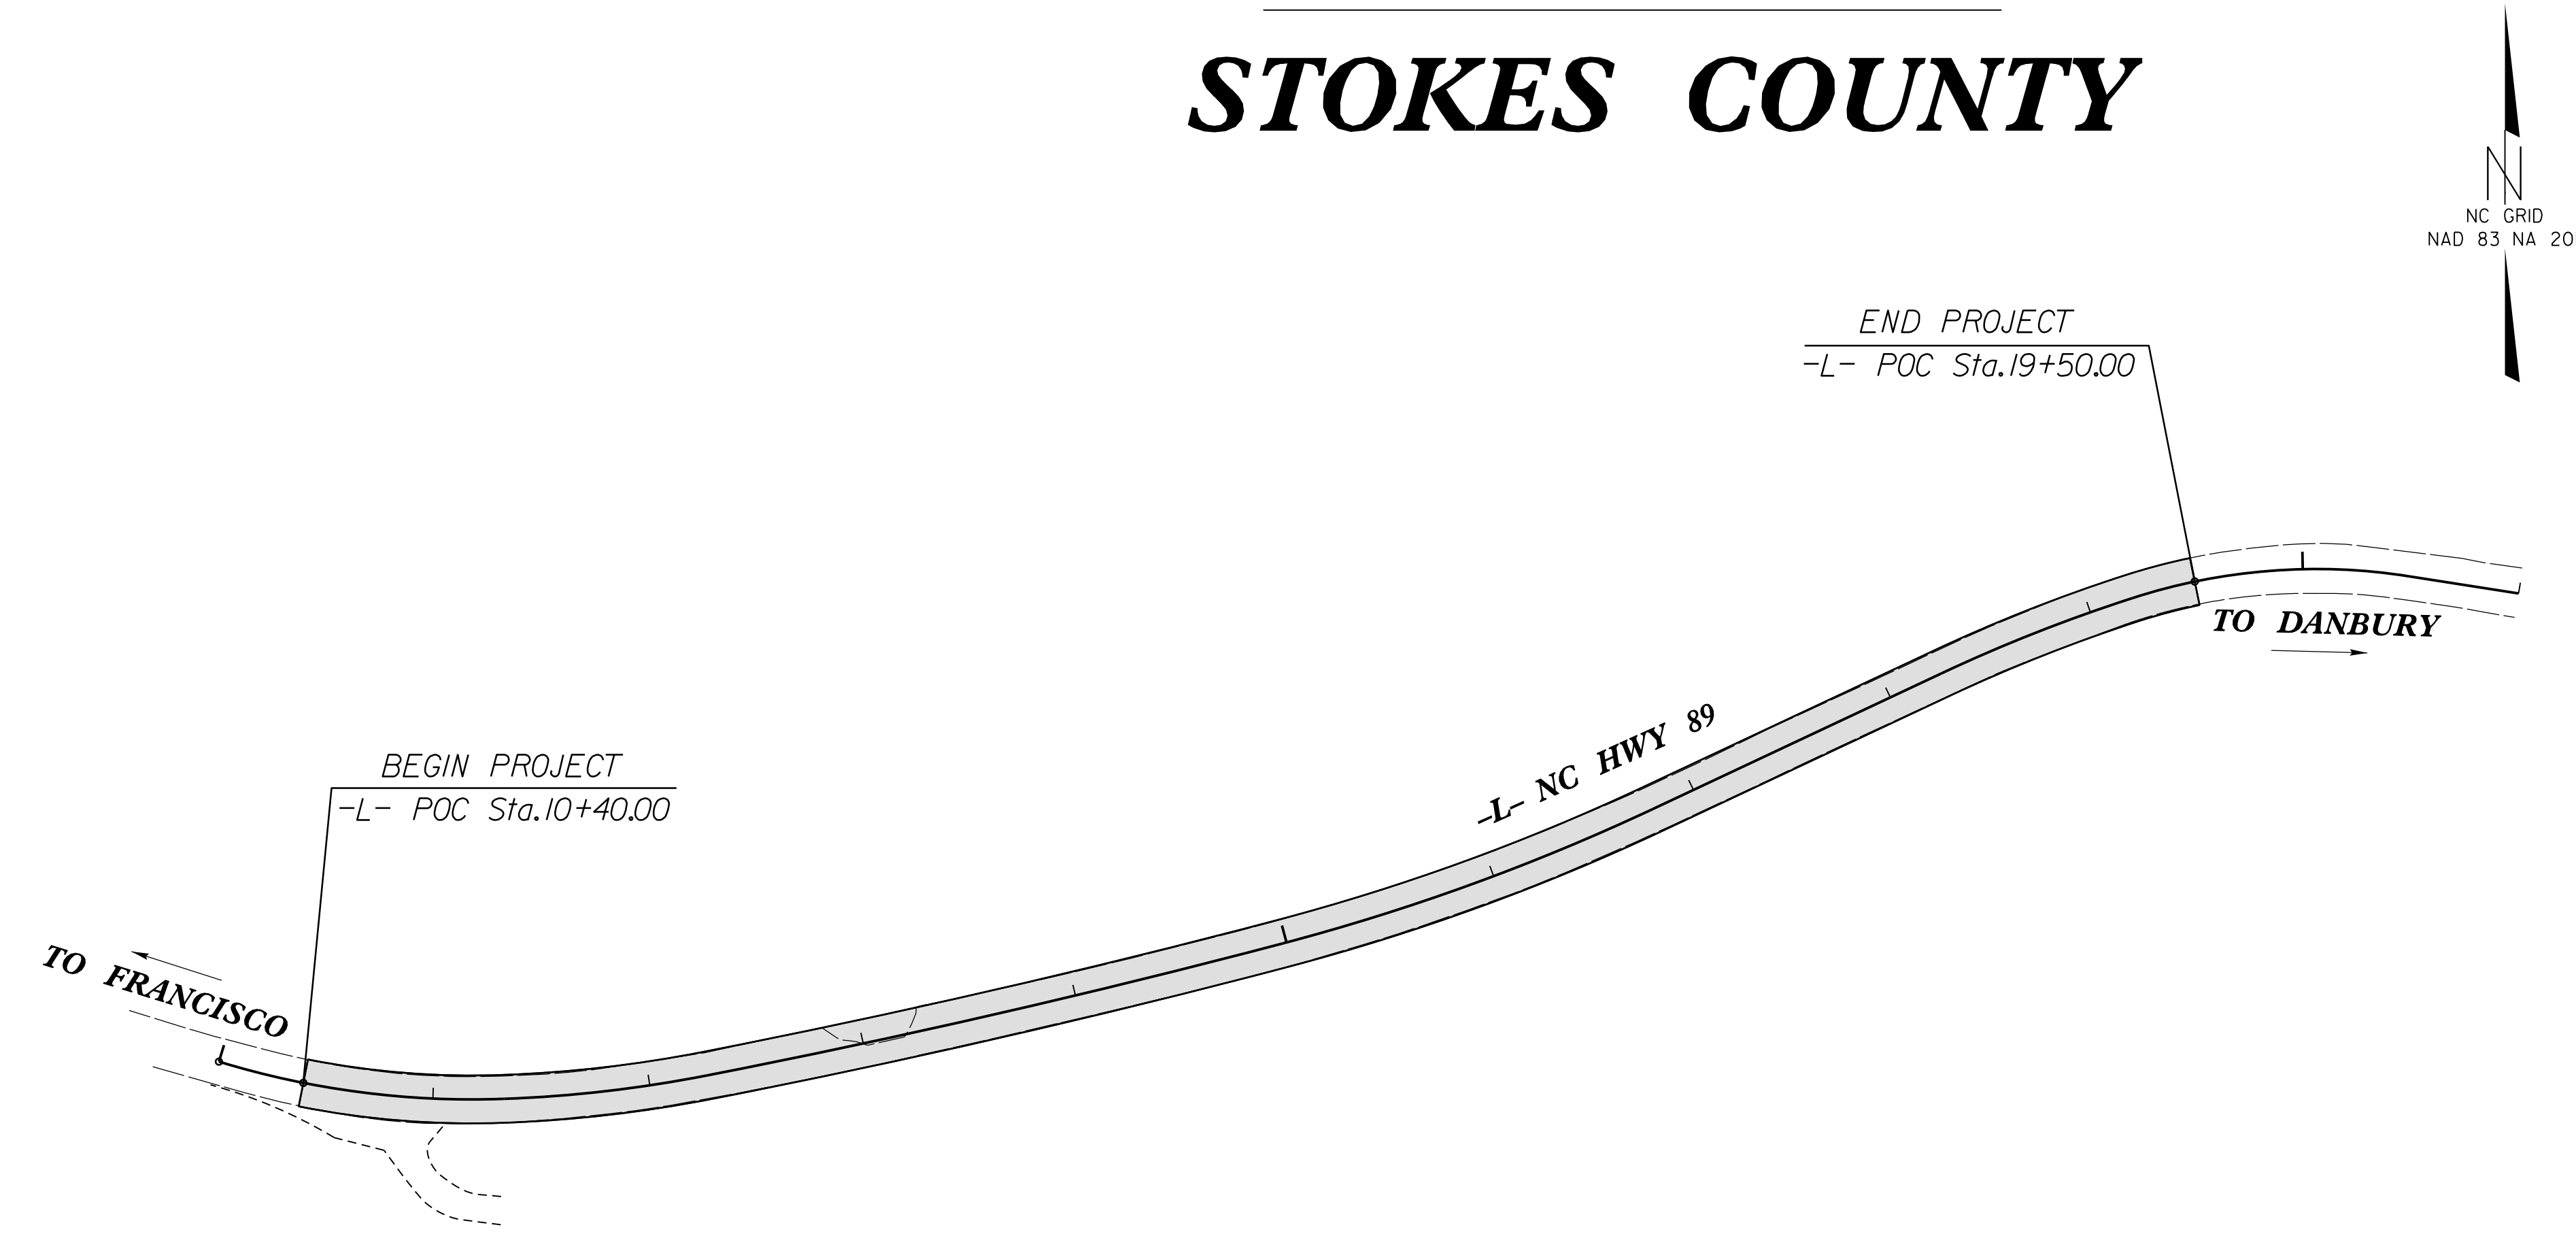 STOKES COUNTY
N
NC GRID
NAD 83 NA 20
END PROJECT
-L- POC Sta.19+50.00
TO DANBURY
-L- NC HWY 89
BEGIN PROJECT
-L- POC Sta.10+40.00
TO FRANCISCO